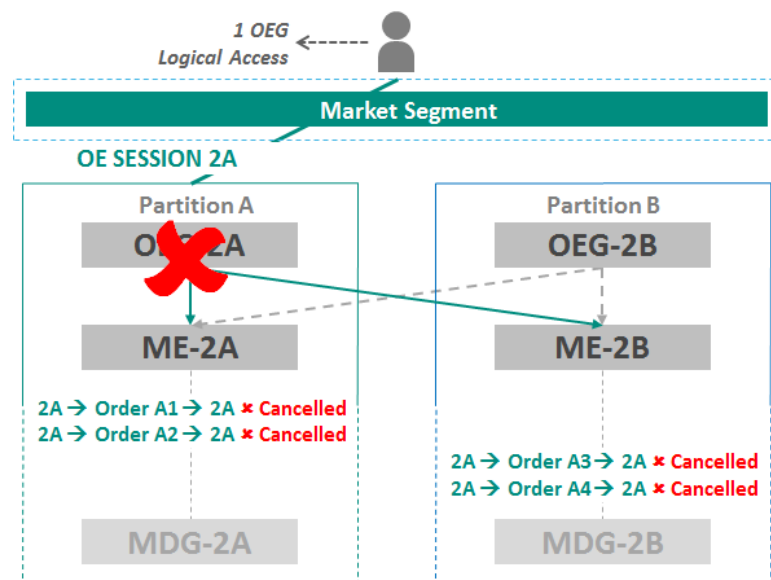 1 OEG
Logical Access
Market Segment
OE SESSION 2A
Partition A
Partition B
2A
OEG-2B
ME-2A
ME-2B
2A → Order A1 → 2A ✘ Cancelled
2A → Order A2 → 2A ✘ Cancelled
2A → Order A3 → 2A ✘ Cancelled
2A → Order A4 → 2A ✘ Cancelled
MDG-2A
MDG-2B